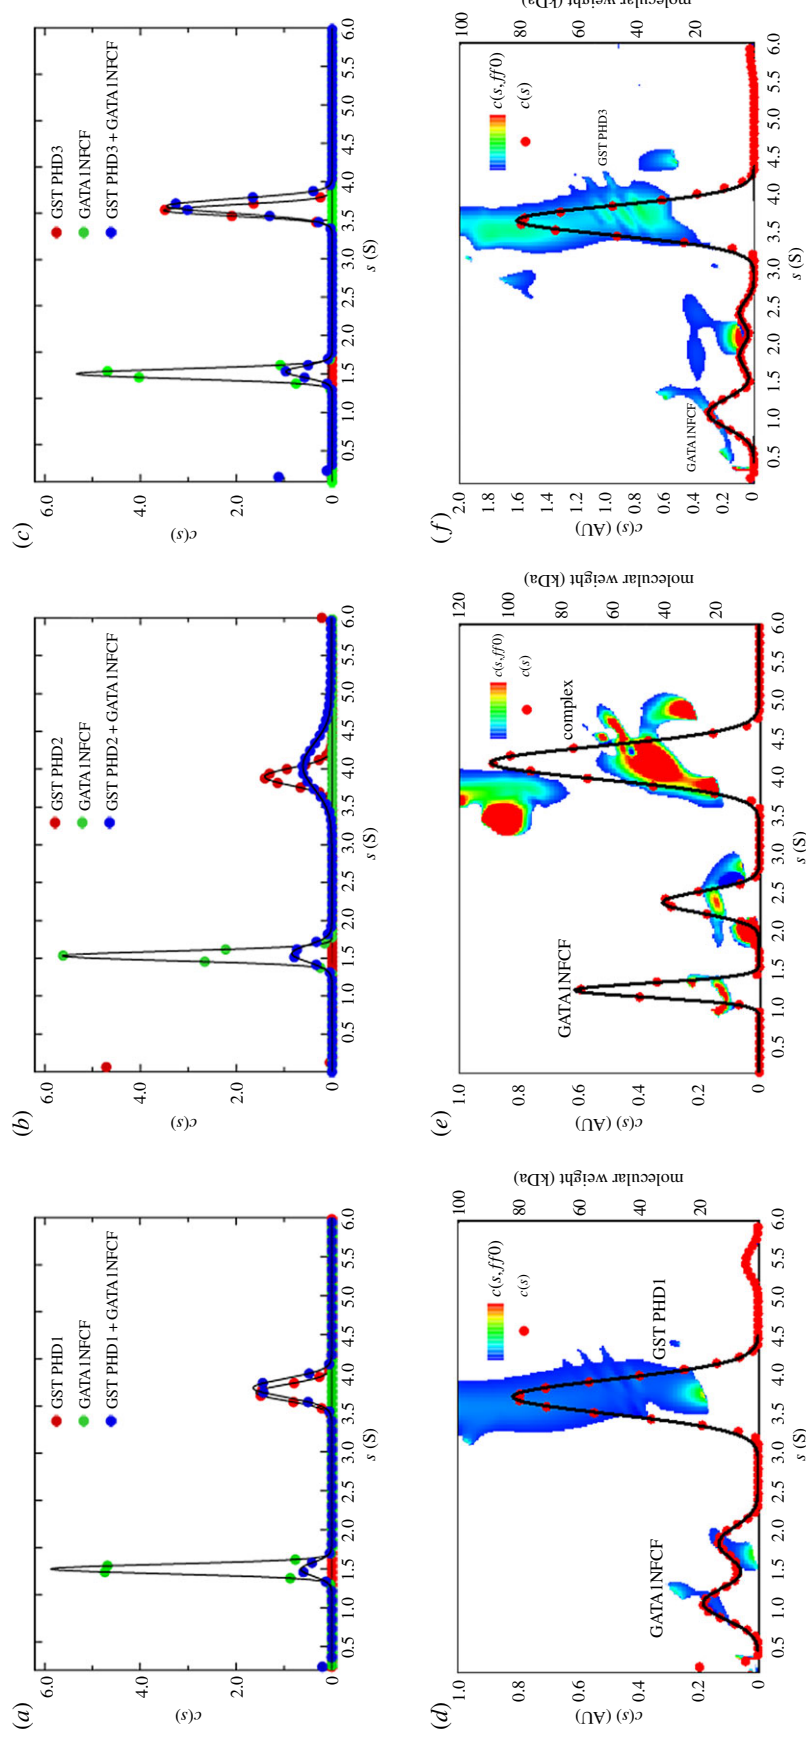 (a)
6.0
4.0
2.0
0
c(s)
GST PHD1
GATA1NFCF
GST PHD1 + GATA1NFCF
0.5 1.0 1.5 2.0 2.5 3.0 3.5 4.0 4.5 5.0 5.5 6.0
s (S)
(b)
6.0
4.0
2.0
0
c(s)
GST PHD2
GATA1NFCF
GST PHD2 + GATA1NFCF
0.5 1.0 1.5 2.0 2.5 3.0 3.5 4.0 4.5 5.0 5.5 6.0
s (S)
(c)
6.0
4.0
2.0
0
c(s)
GST PHD3
GATA1NFCF
GST PHD3 + GATA1NFCF
0.5 1.0 1.5 2.0 2.5 3.0 3.5 4.0 4.5 5.0 5.5 6.0
s (S)
(d)
1.0
0.8
0.6
0.4
0.2
0
c(s) (AU)
c(s,ff0)
c(s)
GATA1NFCF
GST PHD1
100
80
60
40
20
molecular weight (kDa)
0.5 1.0 1.5 2.0 2.5 3.0 3.5 4.0 4.5 5.0 5.5 6.0
s (S)
(e)
1.0
0.8
0.6
0.4
0.2
0
c(s) (AU)
c(s,ff0)
c(s)
GATA1NFCF
complex
120
100
80
60
40
20
molecular weight (kDa)
0.5 1.0 1.5 2.0 2.5 3.0 3.5 4.0 4.5 5.0 5.5 6.0
s (S)
(f)
2.0
1.8
1.6
1.4
1.2
1.0
0.8
0.6
0.4
0.2
0
c(s) (AU)
c(s,ff0)
c(s)
GATA1NFCF
GST PHD3
100
80
60
40
20
molecular weight (kDa)
0.5 1.0 1.5 2.0 2.5 3.0 3.5 4.0 4.5 5.0 5.5 6.0
s (S)